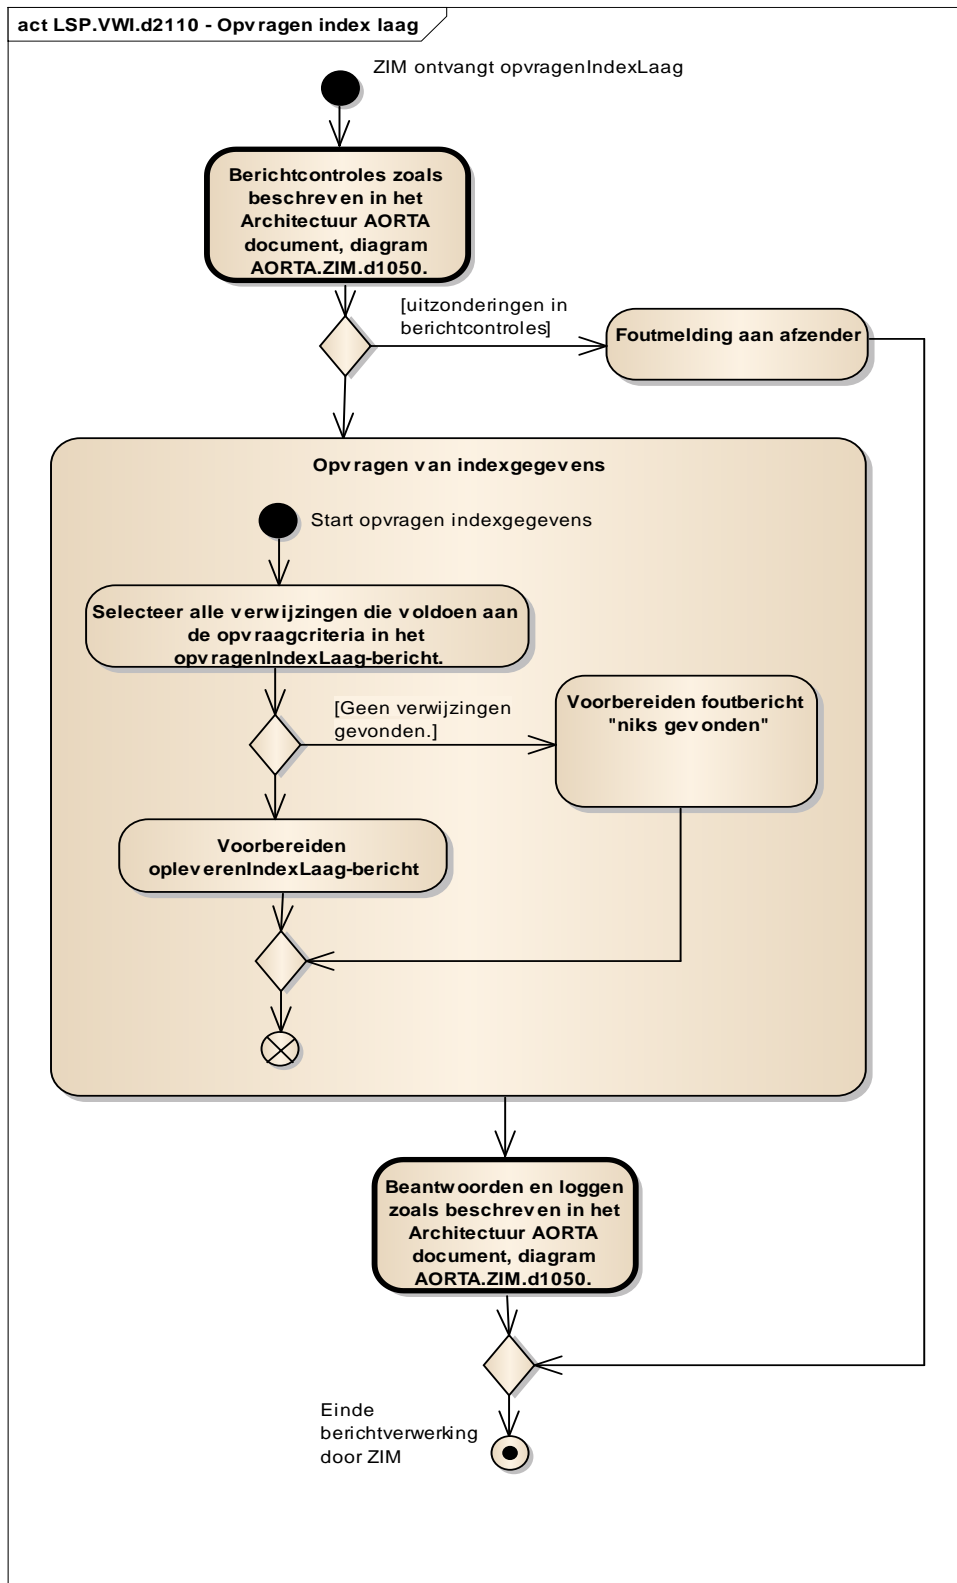 act LSP.VWI.d2110 - Opvragen index laag
ZIM ontvangt opvragenIndexLaag
Berichtcontroles zoals
beschreven in het
Architectuur AORTA
document, diagram
AORTA.ZIM.d1050.
[uitzonderingen in
berichtcontroles]
Foutmelding aan afzender
Opvragen van indexgegevens
Start opvragen indexgegevens
Selecteer alle verwijzingen die voldoen aan
de opvraagcriteria in het
opvragenIndexLaag-bericht.
[Geen verwijzingen
gevonden.]
Voorbereiden foutbericht
"niks gevonden"
Voorbereiden
opleverenIndexLaag-bericht
Beantwoorden en loggen
zoals beschreven in het
Architectuur AORTA
document, diagram
AORTA.ZIM.d1050.
Einde
berichtverwerking
door ZIM